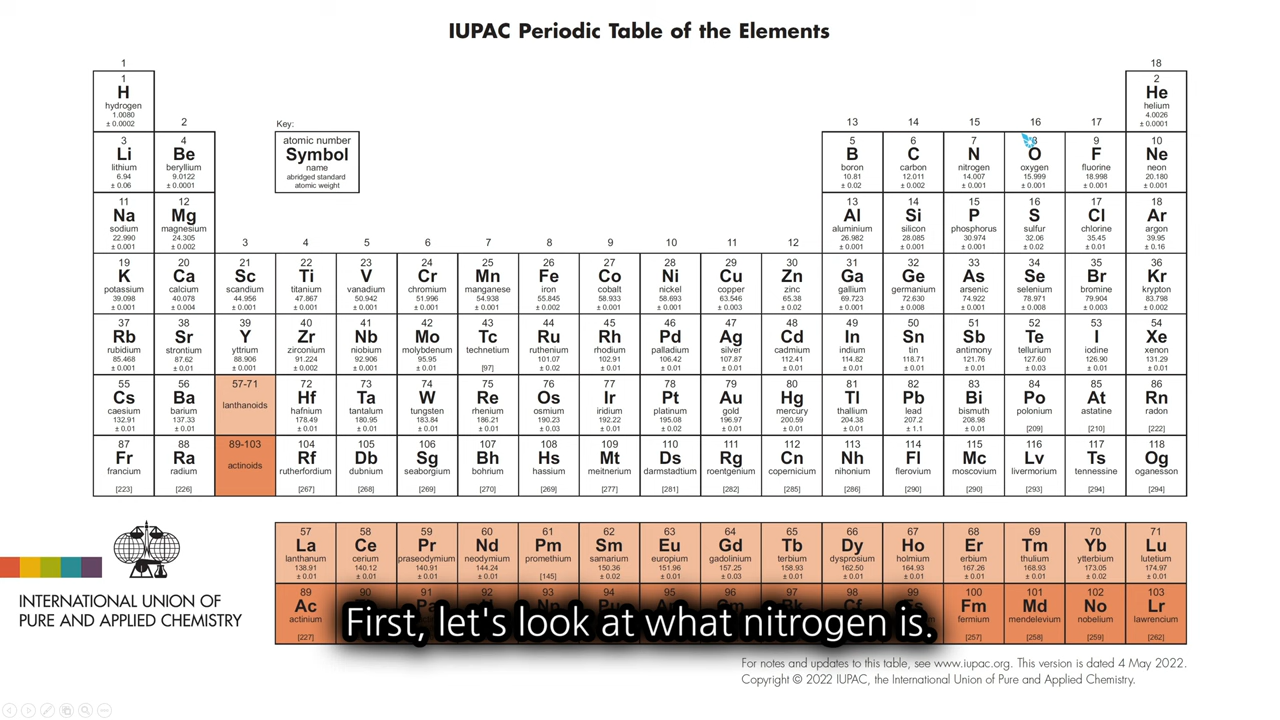 IUPAC Periodic Table of the Elements
1 18
1 2
H He
hydrogen helium
1.0080 4.0026
± 0.0002 ± 0.0001
2 Key: 13 14 15 16 17
3 4 atomic number 5 6 7 8 9 10
Li Be Symbol B C N O F Ne
lithium beryllium name boron carbon nitrogen oxygen fluorine neon
6.94 9.0122 abridged standard 10.81 12.011 14.007 15.999 18.998 20.180
± 0.06 ± 0.0001 atomic weight ± 0.02 ± 0.002 ± 0.001 ± 0.001 ± 0.001 ± 0.001
11 12 13 14 15 16 17 18
Na Mg Al Si P S Cl Ar
sodium magnesium aluminium silicon phosphorus sulfur chlorine argon
22.990 24.305 26.982 28.085 30.974 32.06 35.45 39.95
± 0.001 ± 0.002 ± 0.001 ± 0.001 ± 0.001 ± 0.02 ± 0.01 ± 0.16
3 4 5 6 7 8 9 10 11 12
19 20 21 22 23 24 25 26 27 28 29 30 31 32 33 34 35 36
K Ca Sc Ti V Cr Mn Fe Co Ni Cu Zn Ga Ge As Se Br Kr
potassium calcium scandium titanium vanadium chromium manganese iron cobalt nickel copper zinc gallium germanium arsenic selenium bromine krypton
39.098 40.078 44.956 47.867 50.942 51.996 54.938 55.845 58.933 58.693 63.546 65.38 69.723 72.630 74.922 78.971 79.904 83.798
± 0.001 ± 0.004 ± 0.001 ± 0.001 ± 0.001 ± 0.001 ± 0.001 ± 0.002 ± 0.001 ± 0.001 ± 0.003 ± 0.02 ± 0.001 ± 0.008 ± 0.001 ± 0.008 ± 0.003 ± 0.002
37 38 39 40 41 42 43 44 45 46 47 48 49 50 51 52 53 54
Rb Sr Y Zr Nb Mo Tc Ru Rh Pd Ag Cd In Sn Sb Te I Xe
rubidium strontium yttrium zirconium niobium molybdenum technetium ruthenium rhodium palladium silver cadmium indium tin antimony tellurium iodine xenon
85.468 87.62 88.906 91.224 92.906 95.95 101.07 102.91 106.42 107.87 112.41 114.82 118.71 121.76 127.60 126.90 131.29
± 0.001 ± 0.01 ± 0.001 ± 0.002 ± 0.001 ± 0.01 [97] ± 0.02 ± 0.01 ± 0.01 ± 0.01 ± 0.01 ± 0.01 ± 0.01 ± 0.01 ± 0.03 ± 0.01 ± 0.01
55 56 57-71 72 73 74 75 76 77 78 79 80 81 82 83 84 85 86
Cs Ba lanthanoids Hf Ta W Re Os Ir Pt Au Hg Tl Pb Bi Po At Rn
caesium barium hafnium tantalum tungsten rhenium osmium iridium platinum gold mercury thallium lead bismuth polonium astatine radon
132.91 137.33 178.49 180.95 183.84 186.21 190.23 192.22 195.08 196.97 200.59 204.38 207.2 208.98
± 0.01 ± 0.01 ± 0.01 ± 0.01 ± 0.01 ± 0.01 ± 0.03 ± 0.01 ± 0.02 ± 0.01 ± 0.01 ± 0.01 ± 1.1 ± 0.01 [209] [210] [222]
87 88 89-103 104 105 106 107 108 109 110 111 112 113 114 115 116 117 118
Fr Ra actinoids Rf Db Sg Bh Hs Mt Ds Rg Cn Nh Fl Mc Lv Ts Og
francium radium rutherfordium dubnium seaborgium bohrium hassium meitnerium darmstadtium roentgenium copernicium nihonium flerovium moscovium livermorium tennessine oganesson
[223] [226] [267] [268] [269] [270] [269] [277] [281] [282] [285] [286] [290] [290] [293] [294] [294]
57 58 59 60 61 62 63 64 65 66 67 68 69 70 71
La Ce Pr Nd Pm Sm Eu Gd Tb Dy Ho Er Tm Yb Lu
lanthanum cerium praseodymium neodymium promethium samarium europium gadolinium terbium dysprosium holmium erbium thulium ytterbium lutetium
138.91 140.12 140.91 144.24 150.36 151.96 157.25 158.93 162.50 164.93 167.26 168.93 173.05 174.97
± 0.01 ± 0.01 ± 0.01 ± 0.01 [145] ± 0.02 ± 0.01 ± 0.03 ± 0.01 ± 0.01 ± 0.01 ± 0.01 ± 0.01 ± 0.02 ± 0.01
89 100 101 102 103
Ac Fm Md No Lr
actinium fermium mendelevium nobelium lawrencium
[227] [257] [258] [259] [262]
First, let's look at what nitrogen is.
INTERNATIONAL UNION OF
PURE AND APPLIED CHEMISTRY
For notes and updates to this table, see www.iupac.org. This version is dated 4 May 2022.
Copyright © 2022 IUPAC, the International Union of Pure and Applied Chemistry.